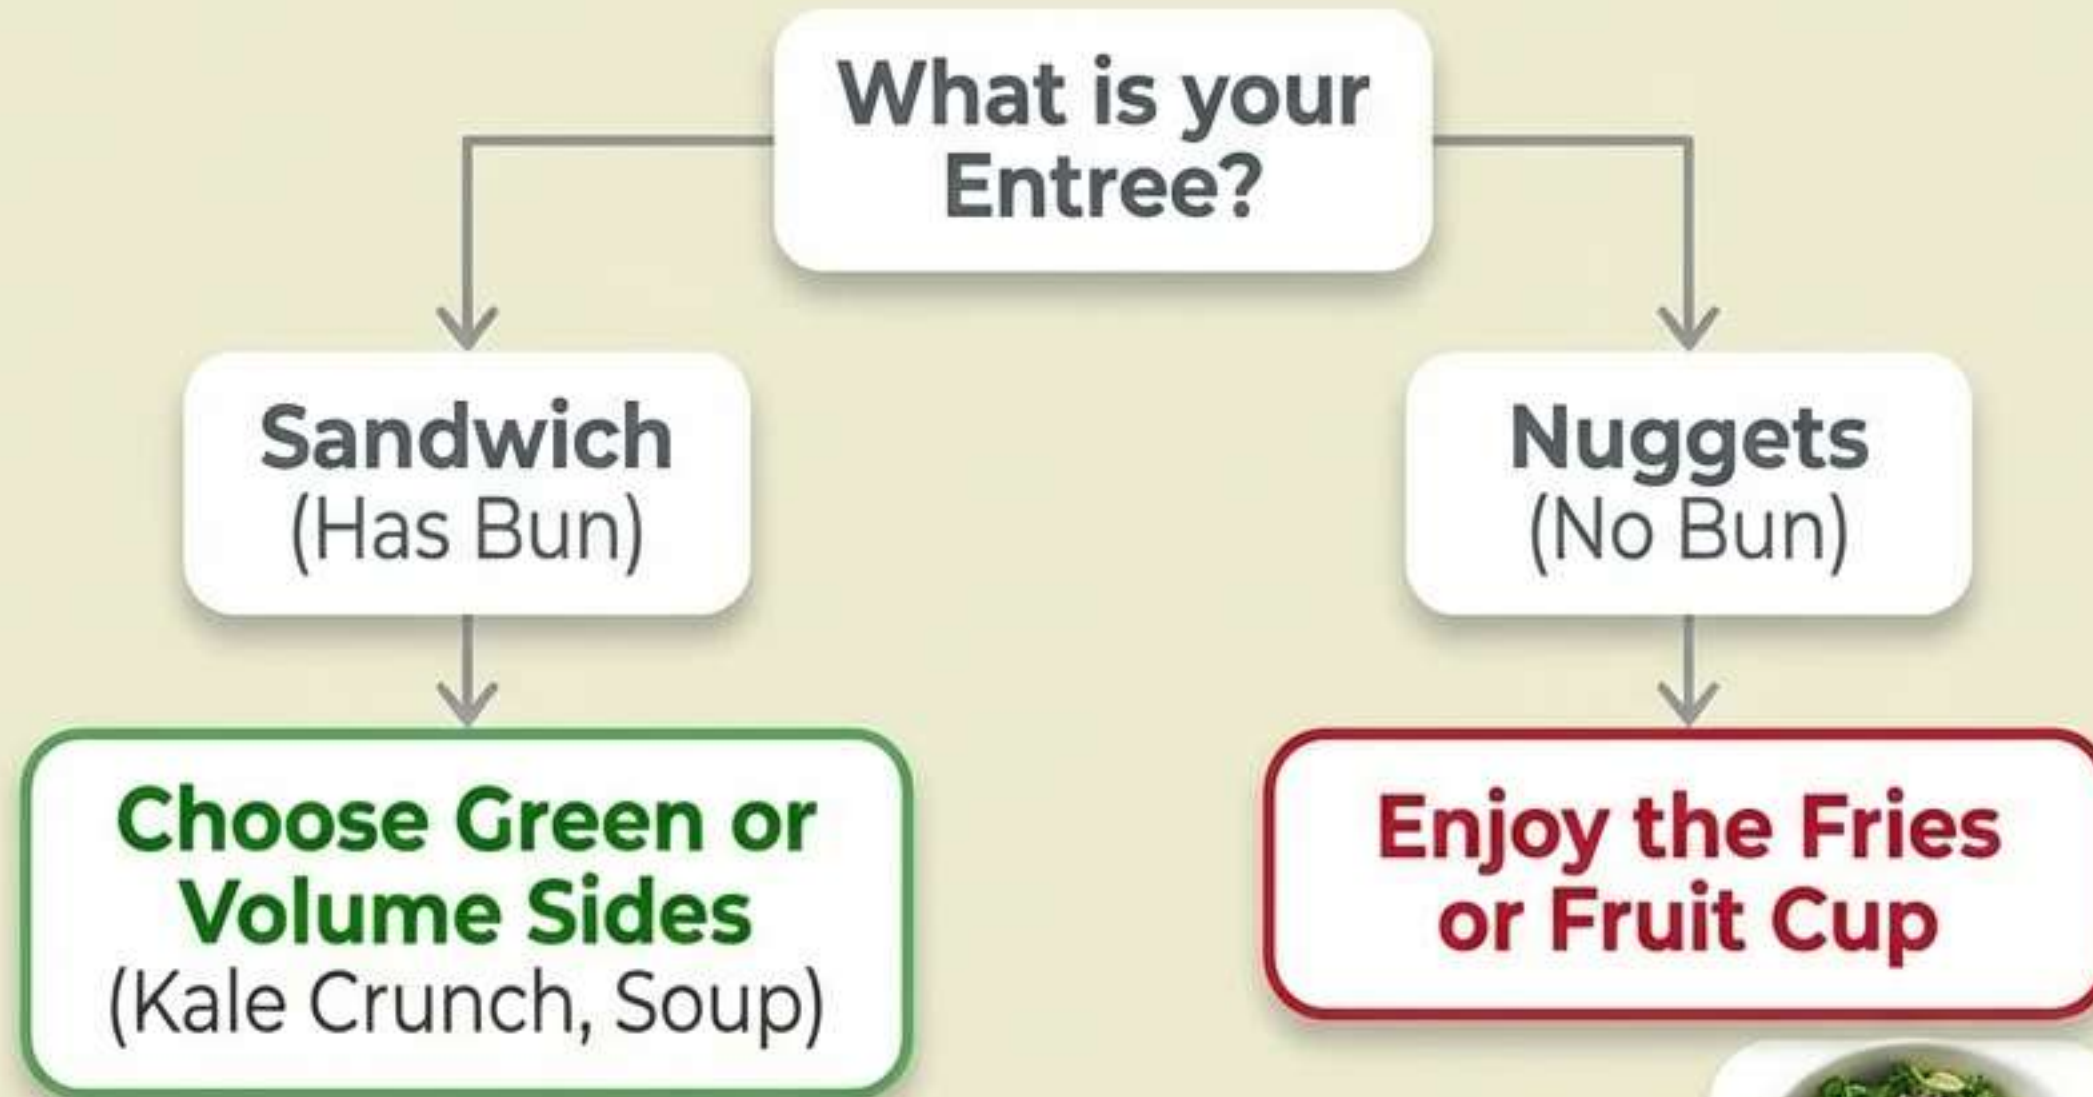 What is your
Entree?
Sandwich
(Has Bun)
Nuggets
(No Bun)
Choose Green or
Volume Sides
(Kale Crunch, Soup)
Enjoy the Fries
or Fruit Cup